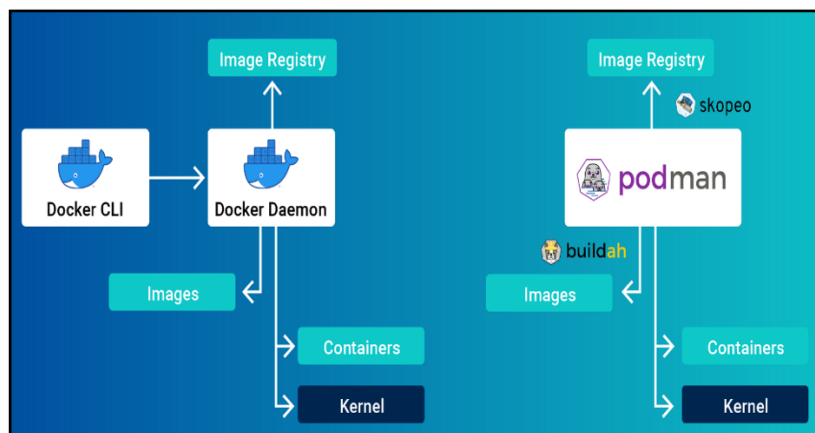 Image Registry
Image Registry
skopeo
Docker CLI
Docker Daemon
podman
buildah
Images
Images
Containers
Containers
Kernel
Kernel